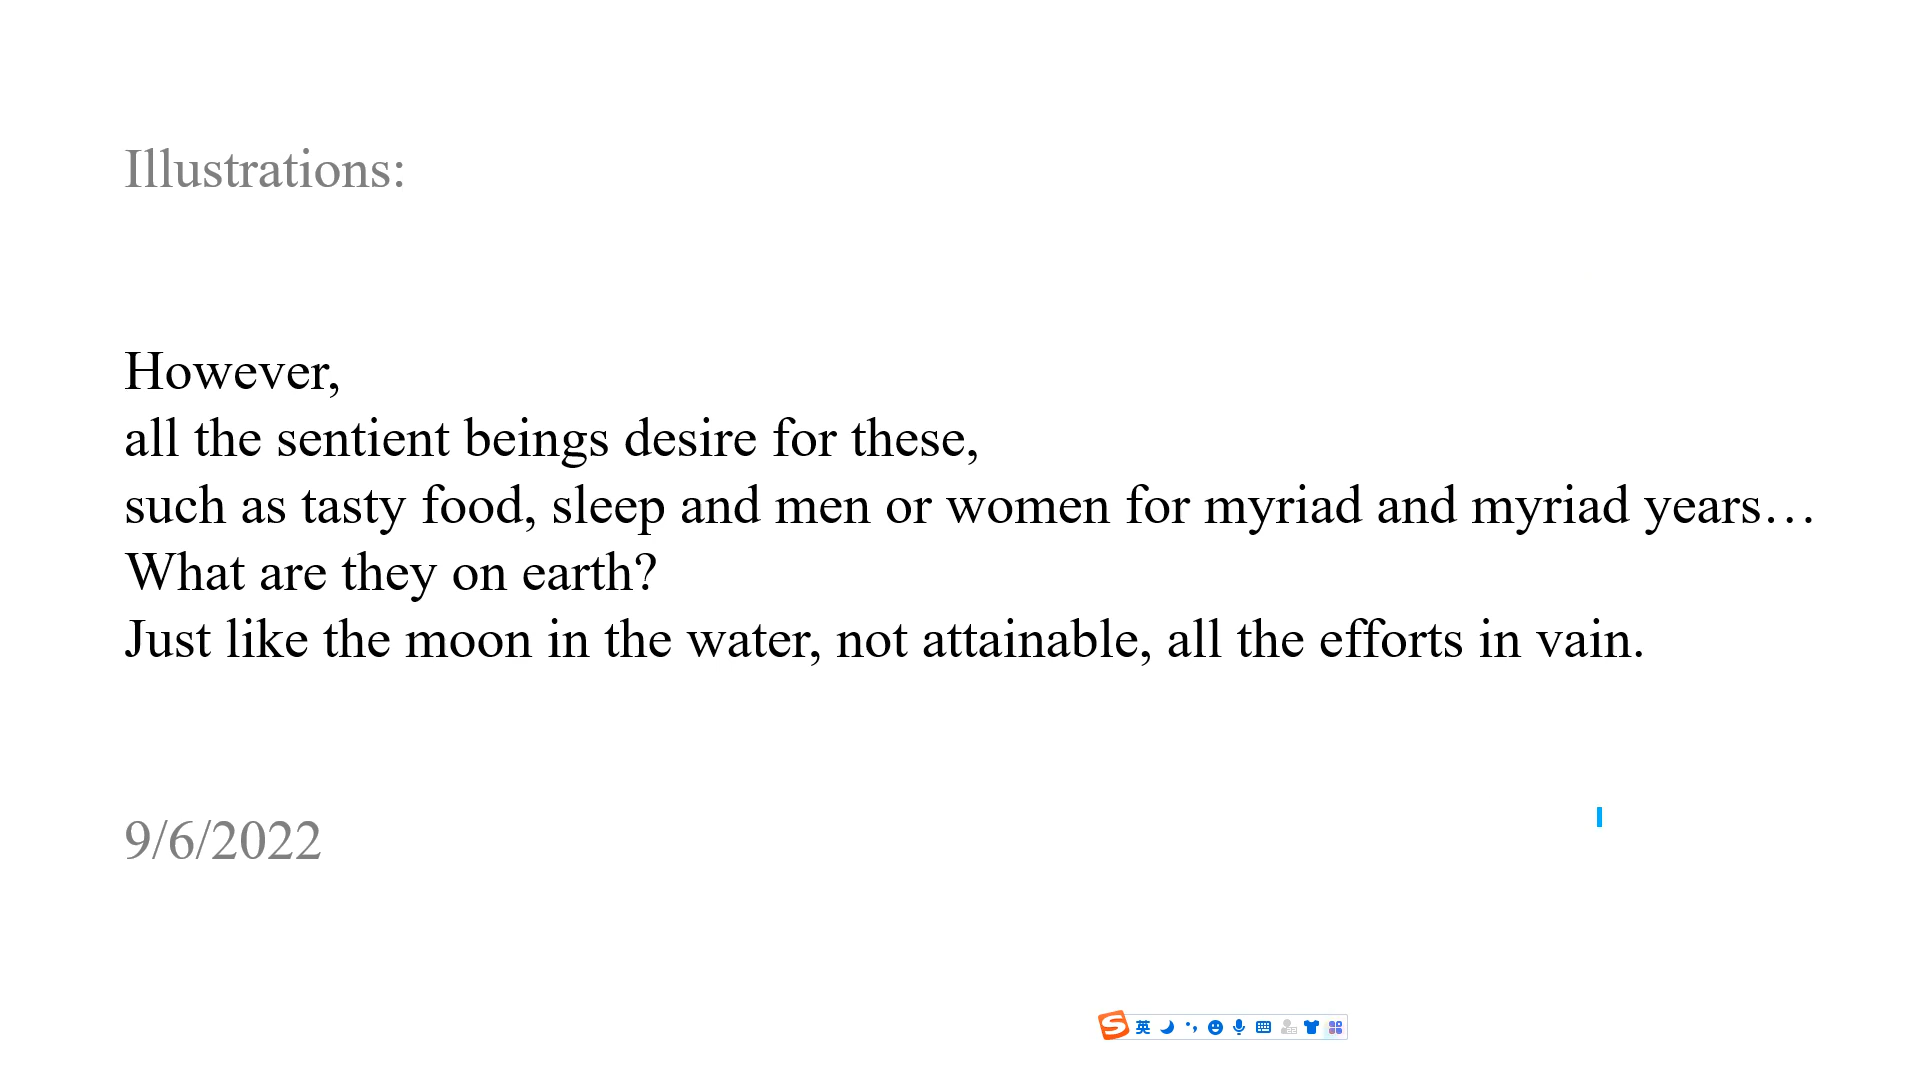 Illustrations:
However,
all the sentient beings desire for these,
such as tasty food, sleep and men or women for myriad and myriad years…
What are they on earth?
Just like the moon in the water, not attainable, all the efforts in vain.
9/6/2022
S 英